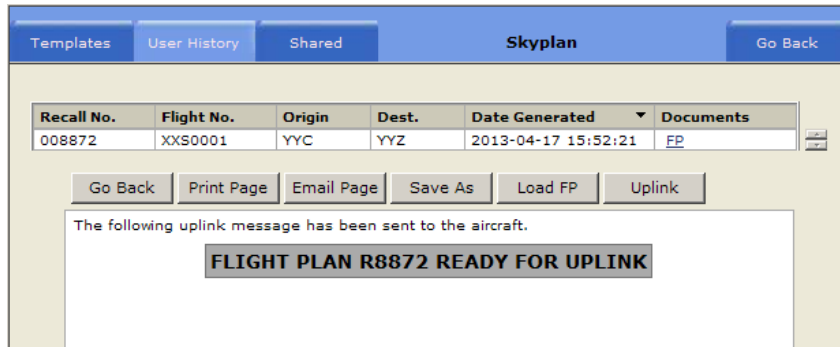 Templates User History Shared Skyplan Go Back
Recall No. Flight No. Origin Dest. Date Generated Documents
008872 XXS0001 YYC YYZ 2013-04-17 15:52:21 FP
Go Back Print Page Email Page Save As Load FP Uplink
The following uplink message has been sent to the aircraft.
FLIGHT PLAN R8872 READY FOR UPLINK